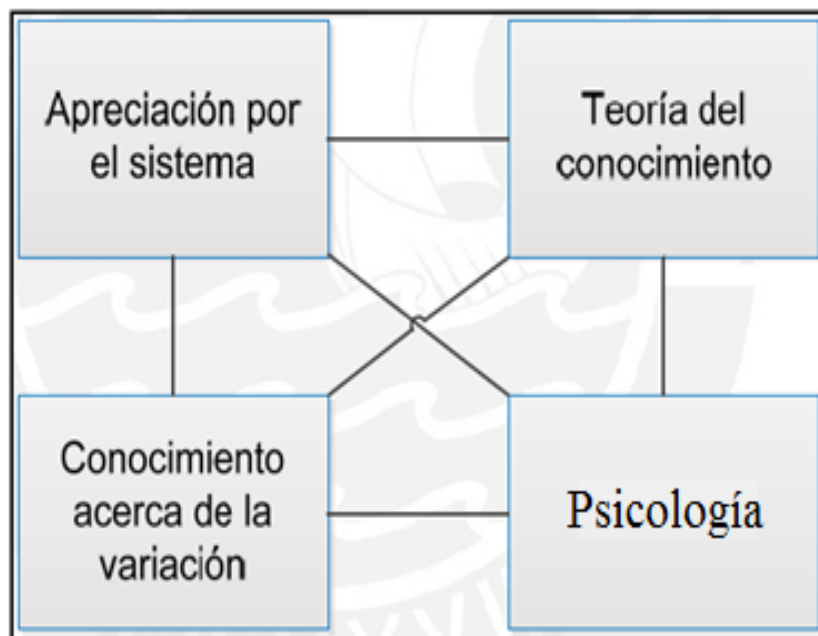 Apreciación por
el sistema
Teoría del
conocimiento
Conocimiento
acerca de la
variación
Psicología